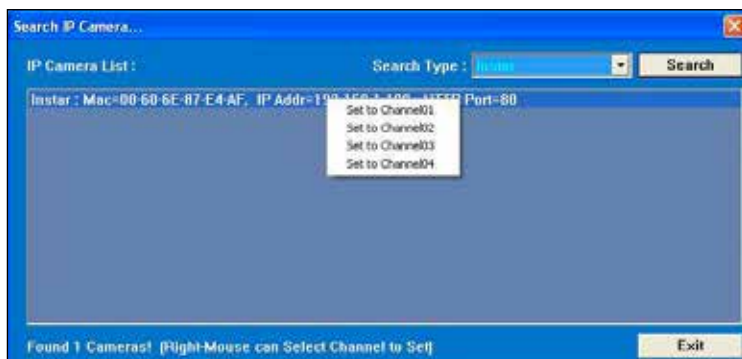 Search IP Camera...
IP Camera List :
Search Type : Instar
Search
Instar : Mac=00-60-6E-87-E4-AF, IP Addr= HTTP Port=80
Set to Channel01
Set to Channel02
Set to Channel03
Set to Channel04
Found 1 Cameras! (Right-Mouse can Select Channel to Set)
Exit